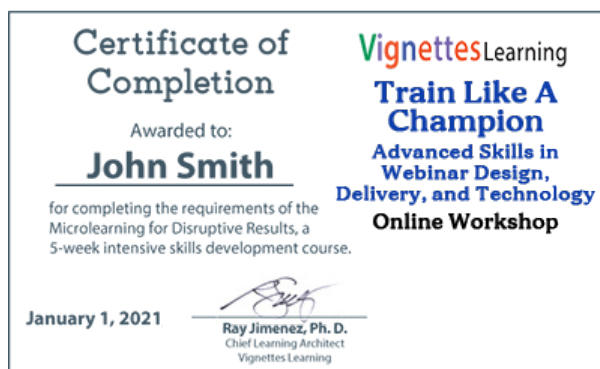 Certificate of
Completion
Awarded to:
John Smith
for completing the requirements of the
Microlearning for Disruptive Results, a
5-week intensive skills development course.
January 1, 2021
Ray Jimenez, Ph. D.
Chief Learning Architect
Vignettes Learning
VignettesLearning
Train Like A
Champion
Advanced Skills in
Webinar Design,
Delivery, and Technology
Online Workshop